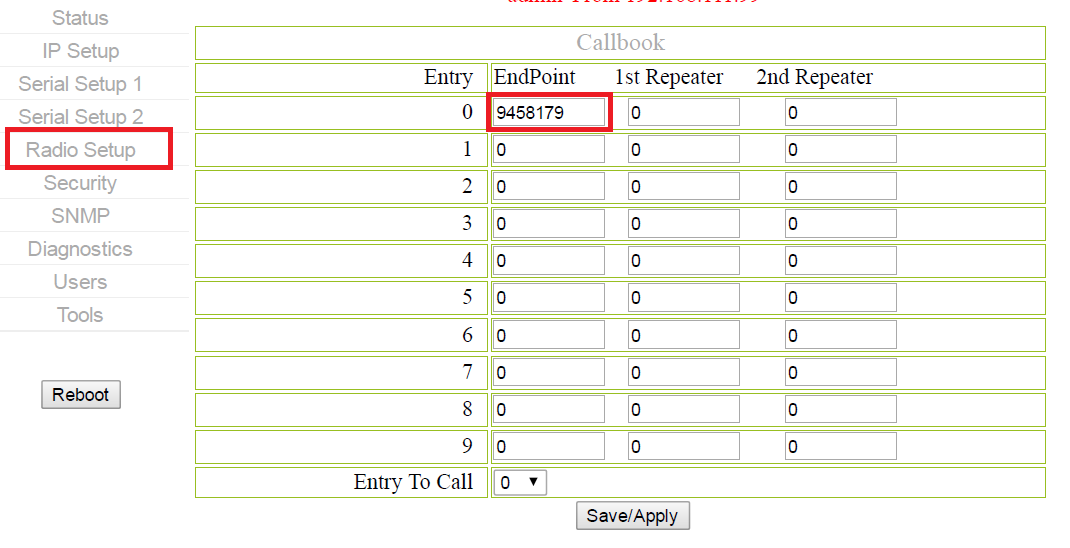 Status
IP Setup
Serial Setup 1
Serial Setup 2
Radio Setup
Security
SNMP
Diagnostics
Users
Tools
Reboot
Callbook
Entry EndPoint 1st Repeater 2nd Repeater
0 9458179 0 0
1 0 0 0
2 0 0 0
3 0 0 0
4 0 0 0
5 0 0 0
6 0 0 0
7 0 0 0
8 0 0 0
9 0 0 0
Entry To Call 0
Save/Apply